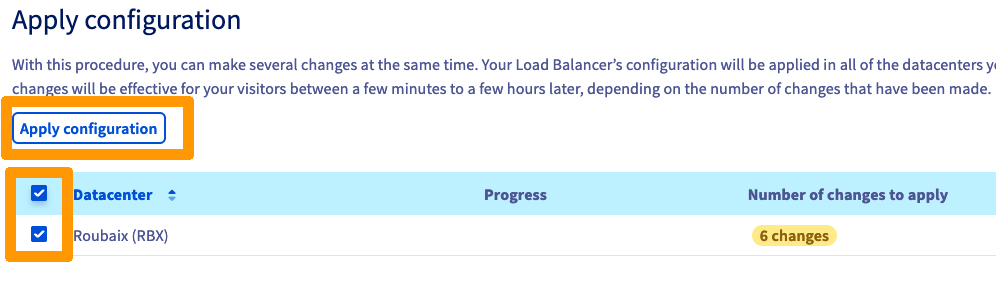 Apply configuration
With this procedure, you can make several changes at the same time. Your Load Balancer's configuration will be applied in all of the datacenters
changes will be effective for your visitors between a few minutes to a few hours later, depending on the number of changes that have been made.
Apply configuration
Datacenter Progress Number of changes to apply
Roubaix (RBX) 6 changes